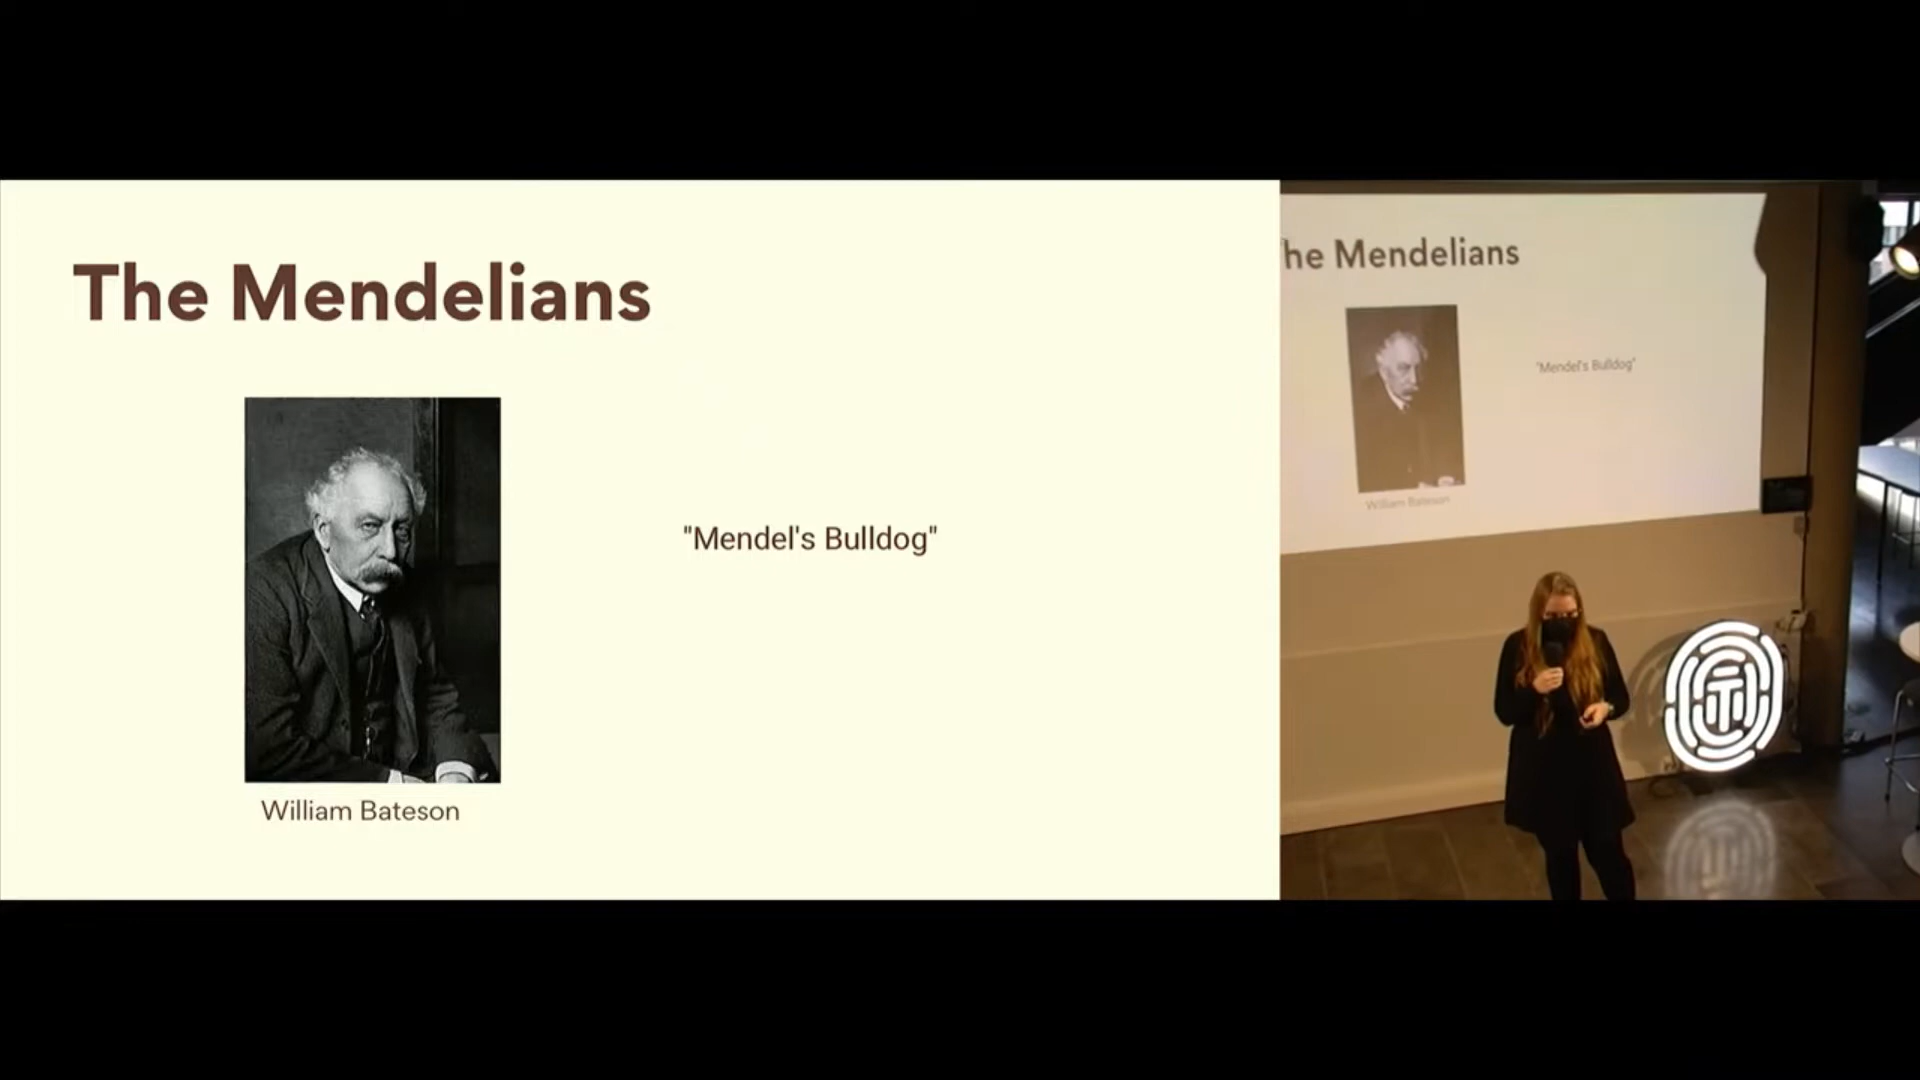 The Mendelians
"Mendel's Bulldog"
William Bateson
he Mendelians
"Mendel's Bulldog"
William Bateson